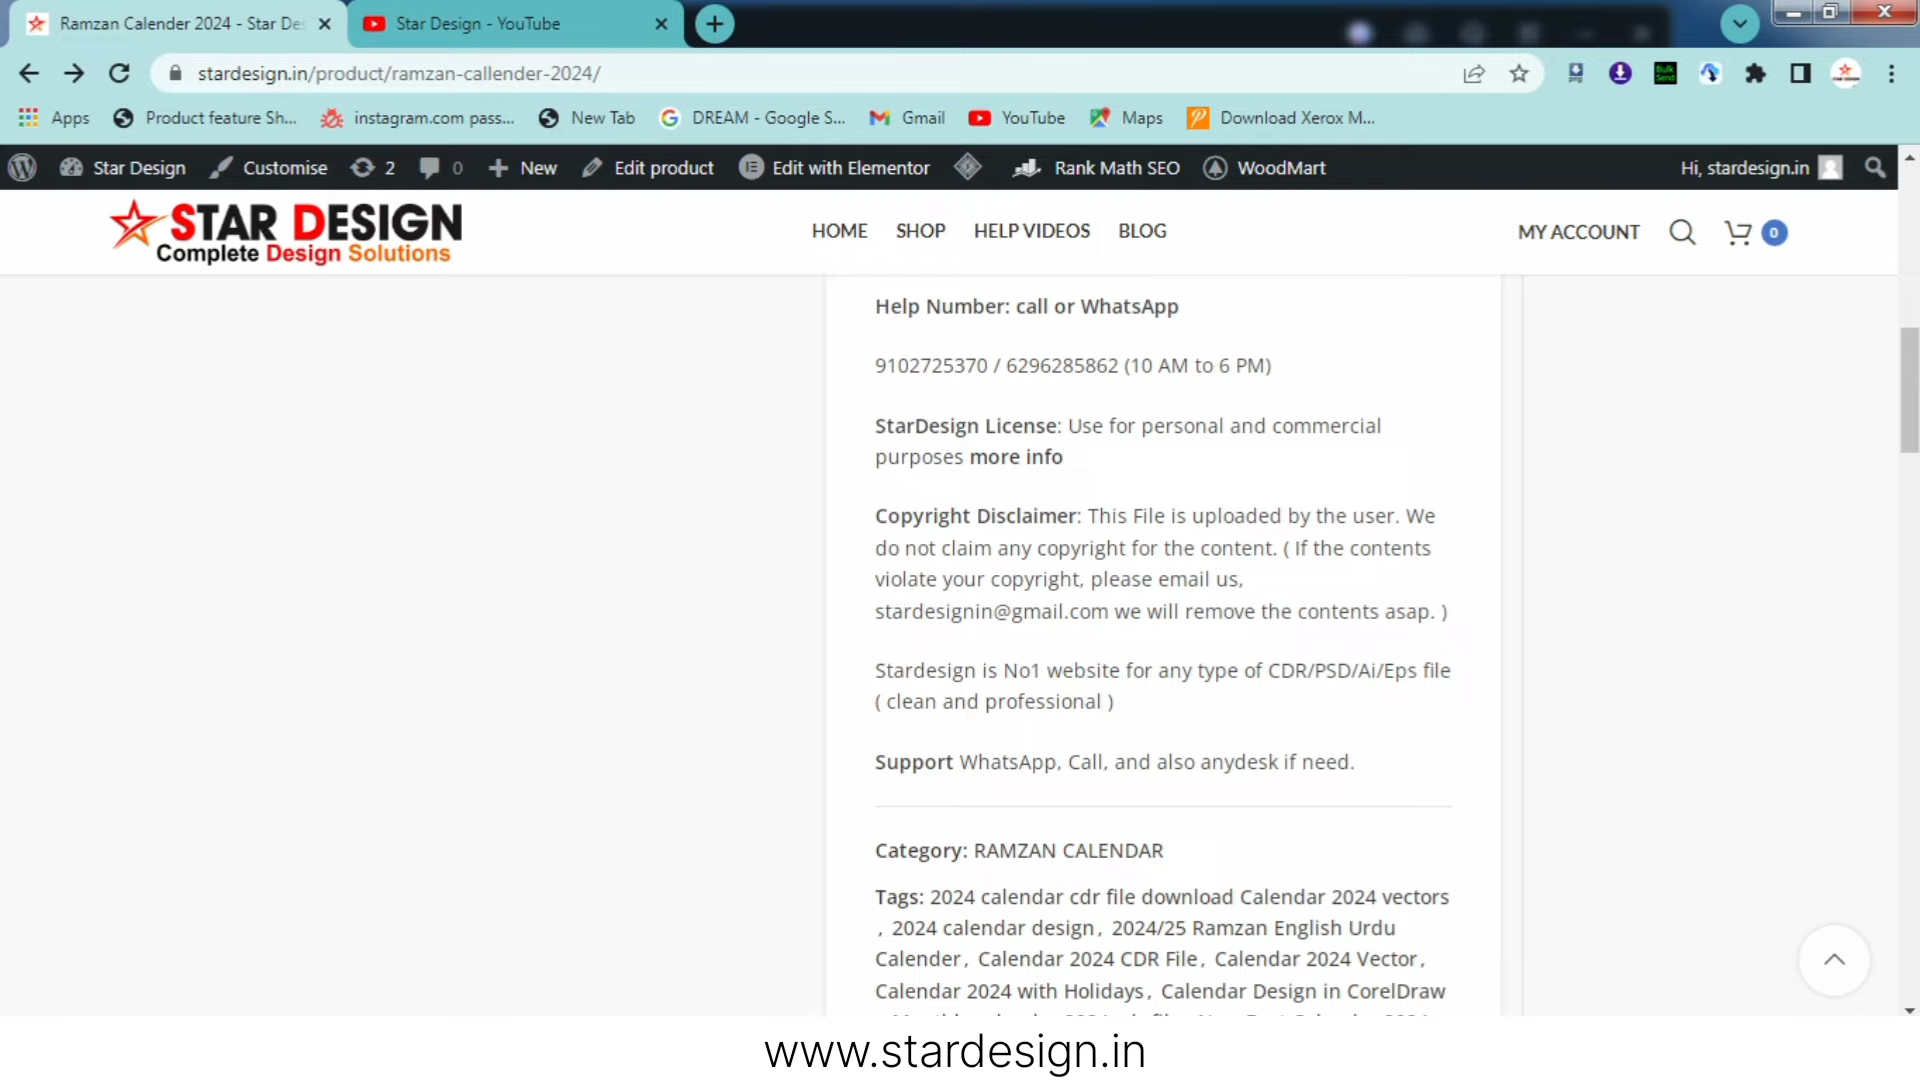 Ramzan Calender 2024 - Star De
Star Design - YouTube
stardesign.in/product/ramzan-callender-2024/
Apps
Product feature Sh...
instagram.com pass...
New Tab
DREAM - Google S...
Gmail
YouTube
Maps
Download Xerox M...
Star Design
Customise
2
0
New
Edit product
Edit with Elementor
Rank Math SEO
WoodMart
Hi, stardesign.in
STAR DESIGN
Complete Design Solutions
HOME
SHOP
HELP VIDEOS
BLOG
MY ACCOUNT
0
Help Number: call or WhatsApp
9102725370 / 6296285862 (10 AM to 6 PM)
StarDesign License: Use for personal and commercial
purposes more info
Copyright Disclaimer: This File is uploaded by the user. We
do not claim any copyright for the content. ( If the contents
violate your copyright, please email us,
stardesignin@gmail.com we will remove the contents asap. )
Stardesign is No1 website for any type of CDR/PSD/Ai/Eps file
( clean and professional )
Support WhatsApp, Call, and also anydesk if need.
Category: RAMZAN CALENDAR
Tags: 2024 calendar cdr file download Calendar 2024 vectors
, 2024 calendar design, 2024/25 Ramzan English Urdu
Calender, Calendar 2024 CDR File, Calendar 2024 Vector,
Calendar 2024 with Holidays, Calendar Design in CorelDraw
www.stardesign.in